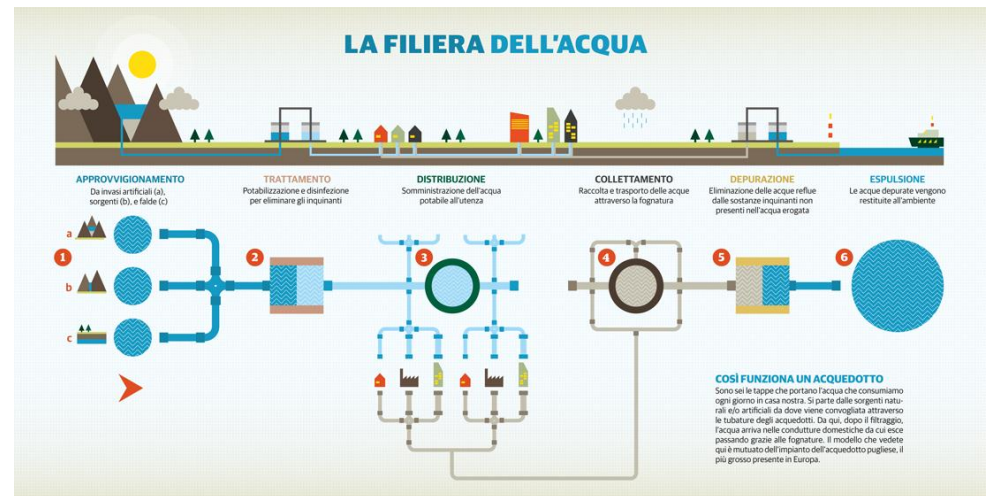 LA FILIERA DELL'ACQUA
APPROVVIGIONAMENTO
Da invasi artificiali (a),
sorgenti (b), e falde (c)
TRATTAMENTO
Potabilizzazione e disinfezione
per eliminare gli inquinanti
DISTRIBUZIONE
Somministrazione dell'acqua
potabile all'utenza
COLLETTAMENTO
Raccolta e trasporto delle acque
attraverso la fognatura
DEPURAZIONE
Eliminazione delle acque reflue
dalle sostanze inquinanti non
presenti nell'acqua erogata
ESPULSIONE
Le acque depurate vengono
restituite all'ambiente
a
1
b
c
2
3
4
5
6
COSÌ FUNZIONA UN ACQUEDOTTO
Sono sei le tappe che portano l'acqua che consumiamo
ogni giorno in casa nostra. Si parte dalle sorgenti natu-
rali e/o artificiali da dove viene convogliata attraverso
le tubature degli acquedotti. Da qui, dopo il filtraggio,
l'acqua arriva nelle condutture domestiche da cui esce
passando grazie alle fognature. Il modello che vedete
qui è mutuato dell'impianto dell'acquedotto pugliese, il
più grosso presente in Europa.